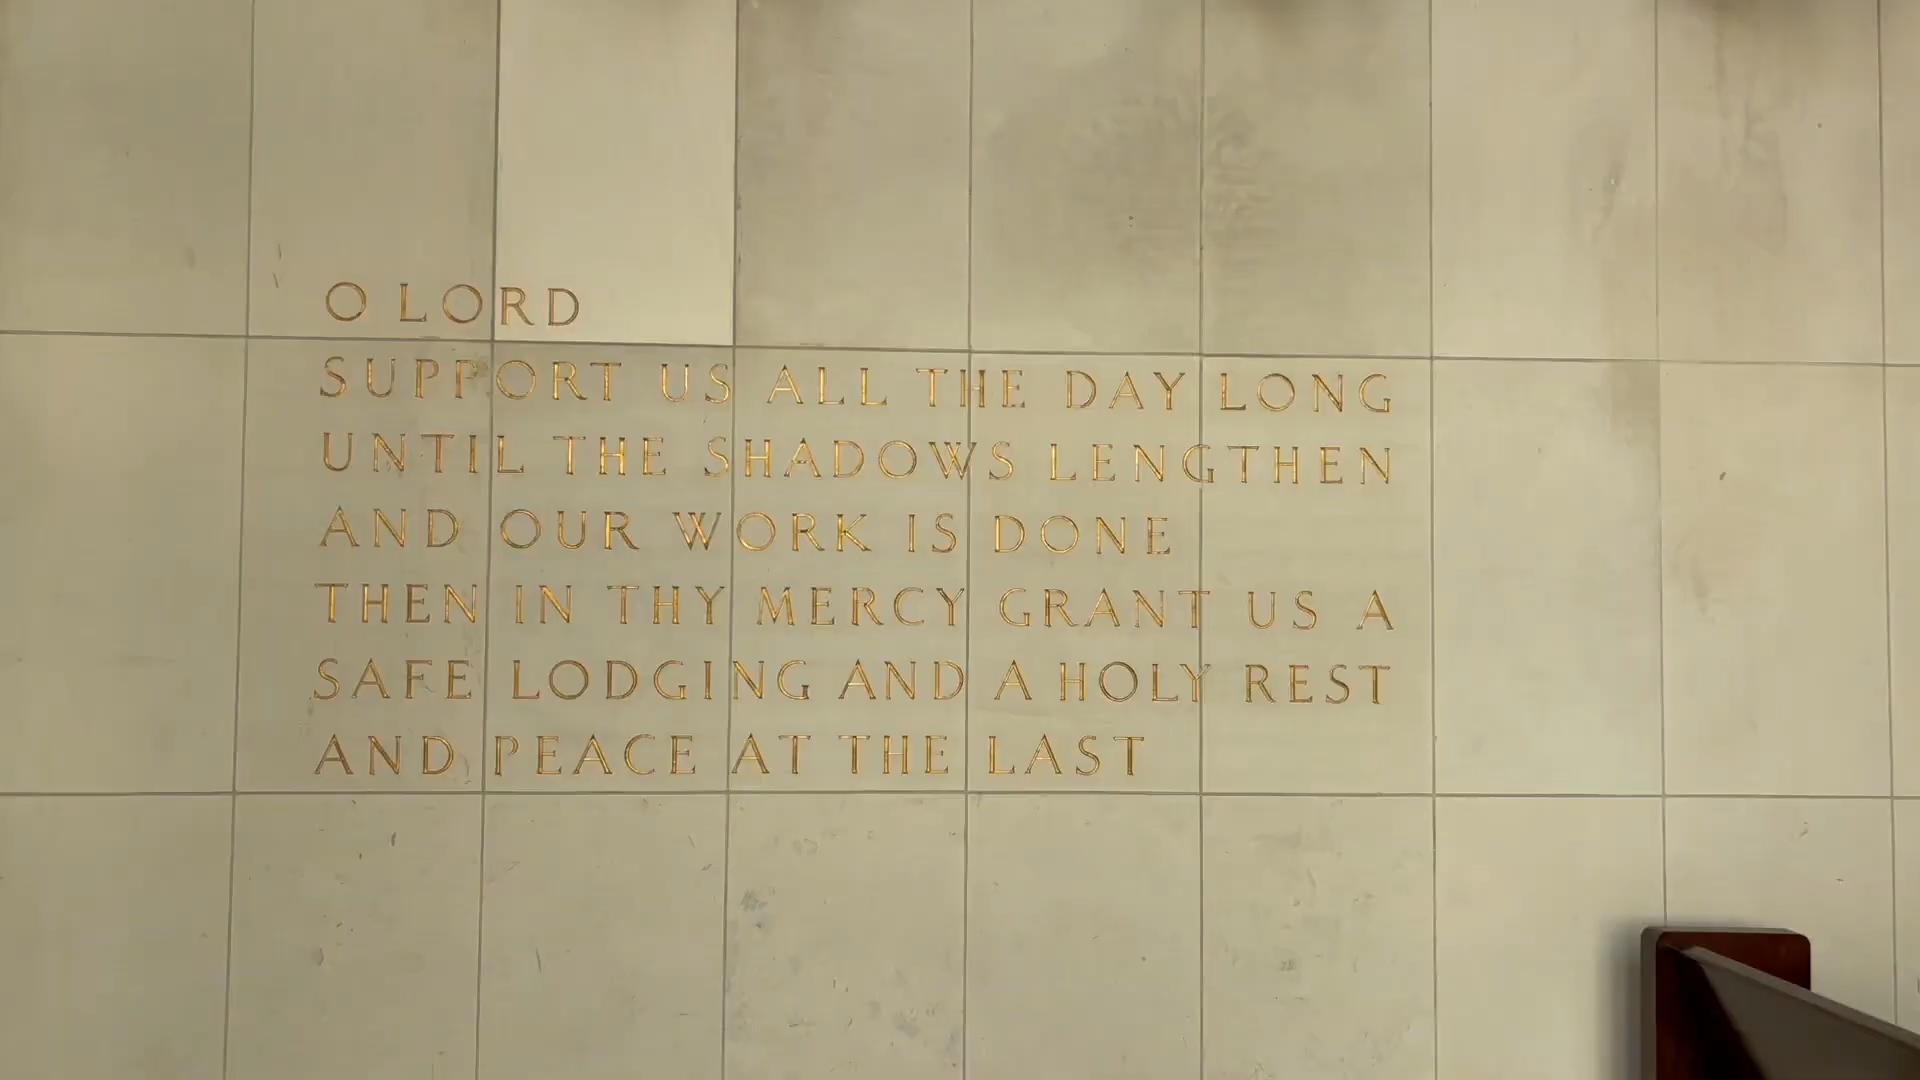 O LORD
SUPPORT US ALL THE DAY LONG
UNTIL THE SHADOWS LENGTHEN
AND OUR WORK IS DONE
THEN IN THY MERCY GRANT US A
SAFE LODGING AND A HOLY REST
AND PEACE AT THE LAST